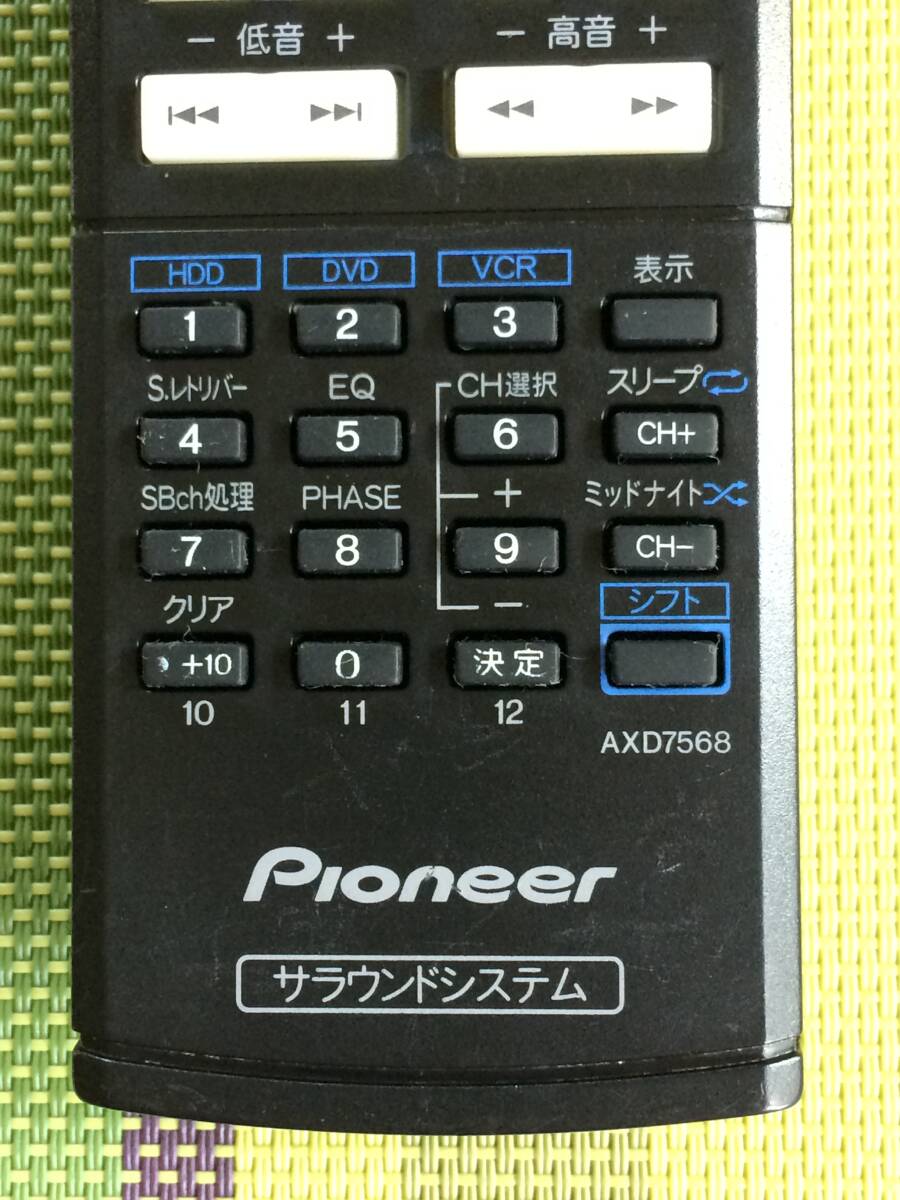 − 低音 +
− 高音 +
HDD
DVD
VCR
表示
1
2
3
S.レトリバー
EQ
CH選択
スリープ
4
5
6
CH+
SBch処理
PHASE
+
ミッドナイト
7
8
9
CH−
クリア
−
シフト
+10
0
決定
10
11
12
AXD7568
Pioneer
サラウンドシステム